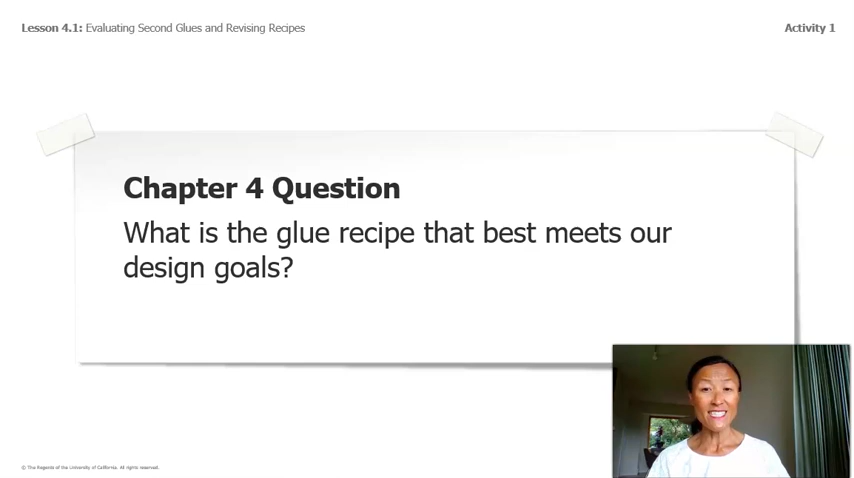 Lesson 4.1: Evaluating Second Glues and Revising Recipes
Activity 1
Chapter 4 Question
What is the glue recipe that best meets our
design goals?
© The Regents of the University of California. All rights reserved.